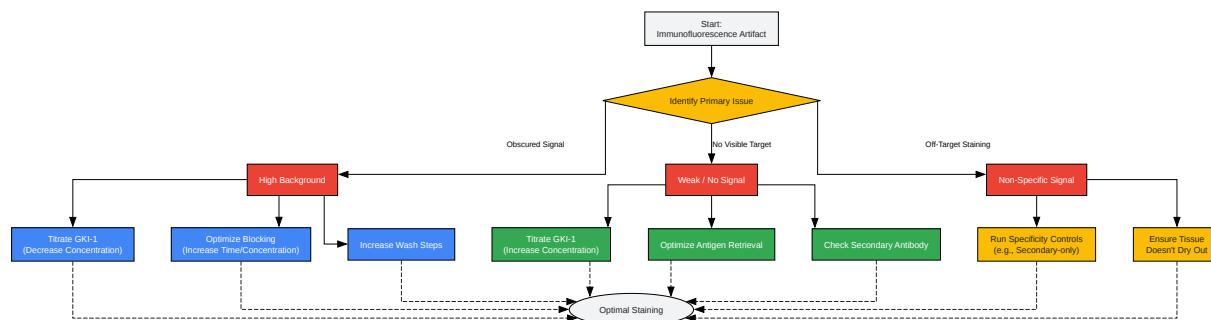 Start:
Immunofluorescence Artifact
Identify Primary Issue
Obscured Signal
No Visible Target
Off-Target Staining
High Background
Weak / No Signal
Non-Specific Signal
Titrate GKI-1
(Decrease Concentration)
Optimize Blocking
(Increase Time/Concentration)
Increase Wash Steps
Titrate GKI-1
(Increase Concentration)
Optimize Antigen Retrieval
Check Secondary Antibody
Run Specificity Controls
(e.g., Secondary-only)
Ensure Tissue
Doesn't Dry Out
Optimal Staining